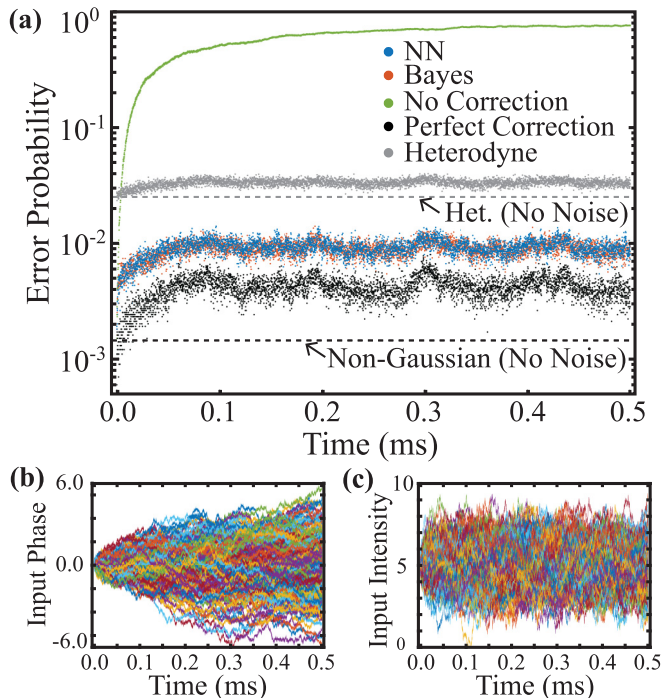 (a)
10^0
10^-1
10^-2
10^-3
Error Probability
NN
Bayes
No Correction
Perfect Correction
Heterodyne
Het. (No Noise)
Non-Gaussian (No Noise)
0.0 0.1 0.2 0.3 0.4 0.5
Time (ms)
(b)
6.0
0.0
-6.0
Input Phase
0.0 0.1 0.2 0.3 0.4 0.5
Time (ms)
(c)
10
5
0
Input Intensity
0.0 0.1 0.2 0.3 0.4 0.5
Time (ms)